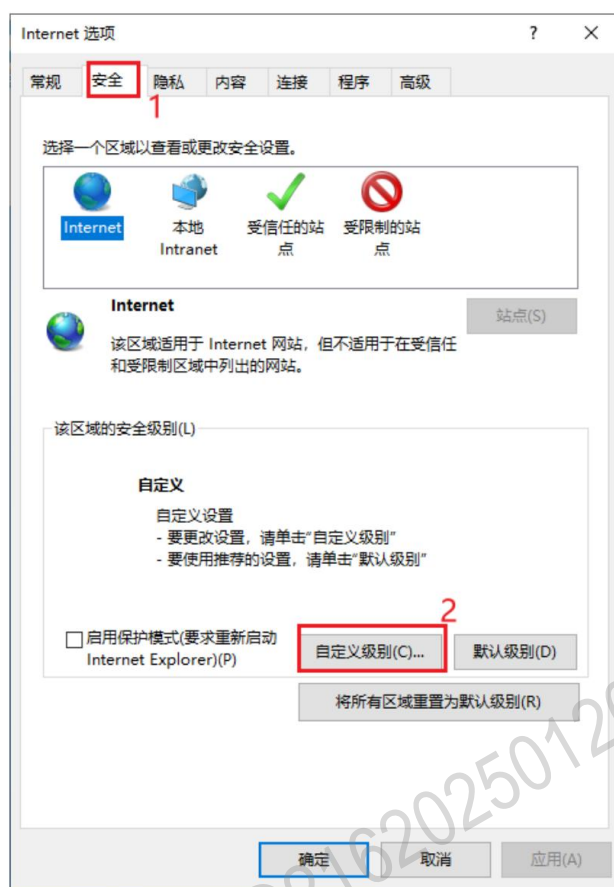 Internet 选项
?
×
常规
安全
隐私
内容
连接
程序
高级
1
选择一个区域以查看或更改安全设置。
Internet
本地
Intranet
受信任的站
点
受限制的站
点
Internet
站点(S)
该区域适用于 Internet 网站，但不适用于在受信任
和受限制区域中列出的网站。
该区域的安全级别(L)
自定义
自定义设置
- 要更改设置，请单击“自定义级别”
- 要使用推荐的设置，请单击“默认级别”
2
启用保护模式(要求重新启动
Internet Explorer)(P)
自定义级别(C)...
默认级别(D)
将所有区域重置为默认级别(R)
确定
取消
应用(A)